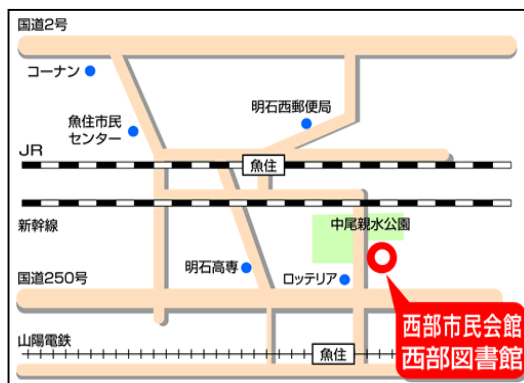 国道2号
コーナン
明石西郵便局
魚住市民
センター
JR
魚住
新幹線
中尾親水公園
明石高専
ロッテリア
国道250号
西部市民会館
西部図書館
山陽電鉄
魚住